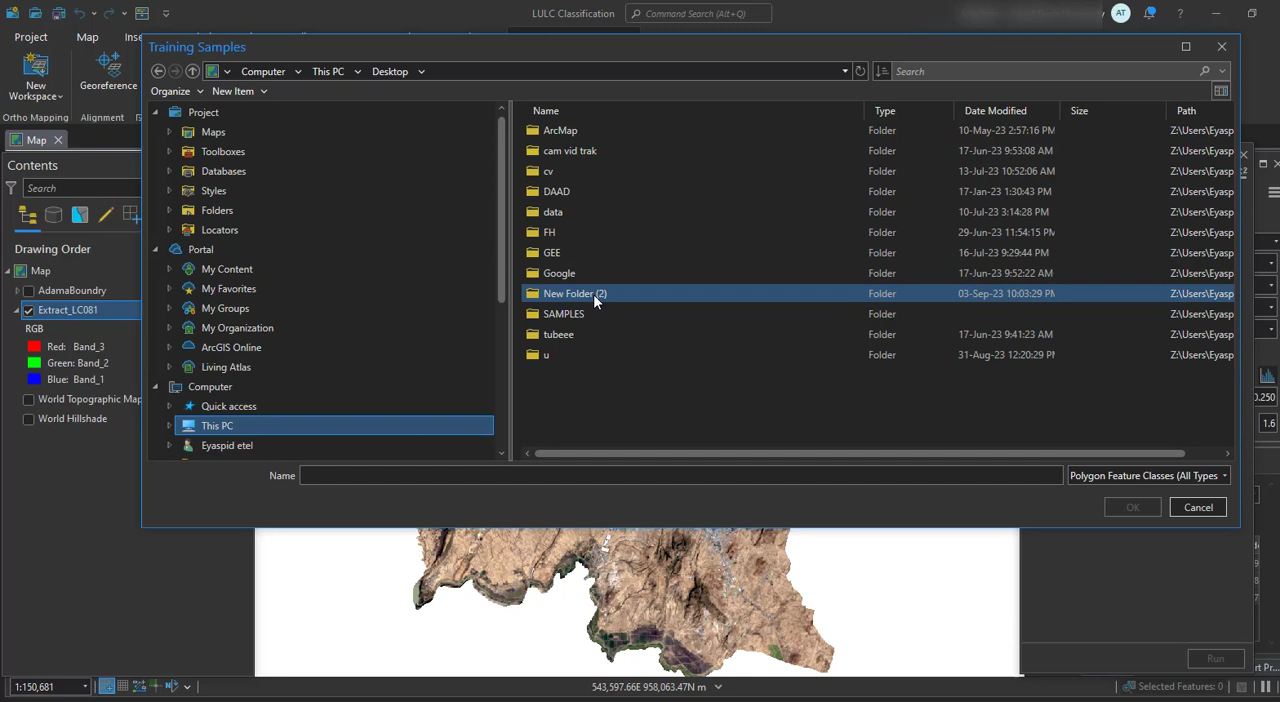 LULC Classification
Command Search (Alt+Q)
AT
Project
Map
Training Samples
New
Workspace
Georeference
Ortho Mapping
Alignment
Computer
This PC
Desktop
Search
Organize
New Item
Map
Contents
Search
Drawing Order
Map
AdamaBoundry
Extract_LC081
RGB
Red: Band_3
Green: Band_2
Blue: Band_1
World Topographic Map
World Hillshade
Project
Maps
Toolboxes
Databases
Styles
Folders
Locators
Portal
My Content
My Favorites
My Groups
My Organization
ArcGIS Online
Living Atlas
Computer
Quick access
This PC
Eyaspid etel
Name Type Date Modified Size Path
ArcMap Folder 10-May-23 2:57:16 PM Z:\Users\Eyasp
cam vid trak Folder 17-Jun-23 9:53:08 AM Z:\Users\Eyasp
cv Folder 13-Jul-23 10:52:06 AM Z:\Users\Eyasp
DAAD Folder 17-Jan-23 1:30:43 PM Z:\Users\Eyasp
data Folder 10-Jul-23 3:14:28 PM Z:\Users\Eyasp
FH Folder 29-Jun-23 11:54:15 PM Z:\Users\Eyasp
GEE Folder 16-Jul-23 9:29:44 PM Z:\Users\Eyasp
Google Folder 17-Jun-23 9:52:22 AM Z:\Users\Eyasp
New Folder (2) Folder 03-Sep-23 10:03:29 PM Z:\Users\Eyasp
SAMPLES Folder Z:\Users\Eyasp
tubeee Folder 17-Jun-23 9:41:23 AM Z:\Users\Eyasp
u Folder 31-Aug-23 12:20:29 PM Z:\Users\Eyasp
Name
Polygon Feature Classes (All Types
OK
Cancel
0.250
1.6
Run
1:150,681
543,597.66E 958,063.47N m
Selected Features: 0